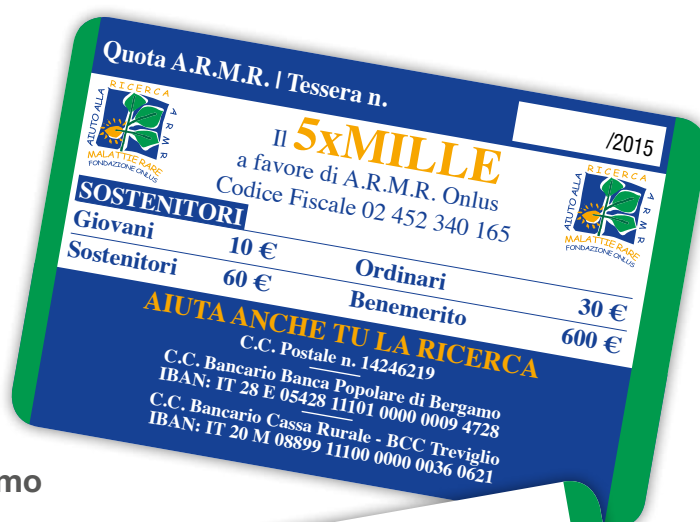 Quota A.R.M.R. | Tessera n.
/2015
AIUTO ALLA RICERCA ARMR
MALATTIE RARE
FONDAZIONE ONLUS
Il 5xMILLE
a favore di A.R.M.R. Onlus
Codice Fiscale 02 452 340 165
AIUTO ALLA RICERCA ARMR
MALATTIE RARE
FONDAZIONE ONLUS
SOSTENITORI
Giovani 10 € Ordinari 30 €
Sostenitori 60 € Benemerito 600 €
AIUTA ANCHE TU LA RICERCA
C.C. Postale n. 14246219
C.C. Bancario Banca Popolare di Bergamo
IBAN: IT 28 E 05428 11101 0000 0009 4728
C.C. Bancario Cassa Rurale - BCC Treviglio
IBAN: IT 20 M 08899 11100 0000 0036 0621
mo